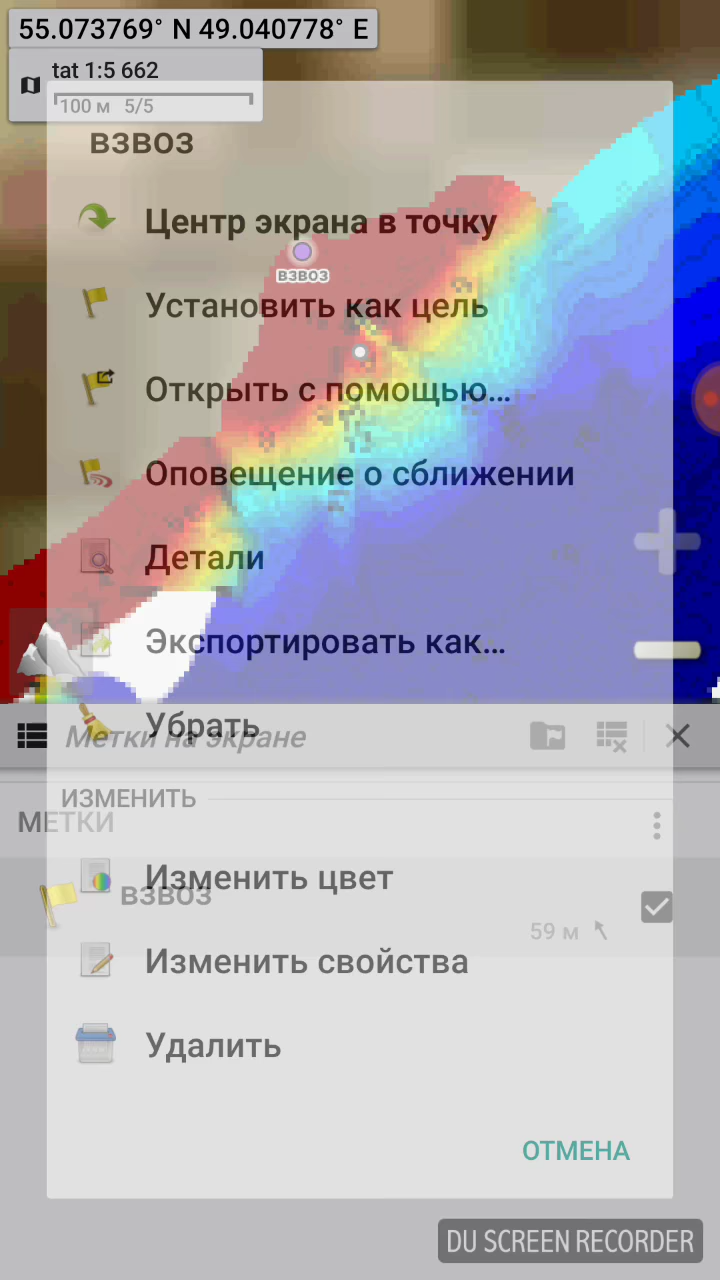 55.073769° N 49.040778° E
tat 1:5 662
100 м 5/5
ВЗВОЗ
Центр экрана в точку
ВЗВОЗ
Установить как цель
Открыть с помощью...
Оповещение о сближении
Детали
Экспортировать как...
Убрать
Метки на экране
ИЗМЕНИТЬ
МЕТКИ
Изменить цвет
ВЗВОЗ
59 м
Изменить свойства
Удалить
ОТМЕНА
DU SCREEN RECORDER